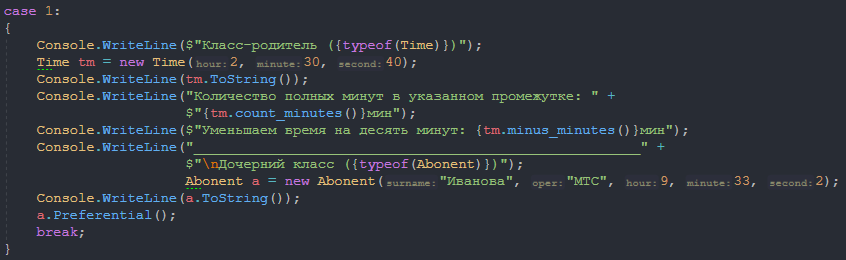 case 1:
{
Console.WriteLine($"Класс-родитель ({typeof(Time)})");
Time tm = new Time(hour: 2, minute: 30, second: 40);
Console.WriteLine(tm.ToString());
Console.WriteLine("Количество полных минут в указанном промежутке: " +
$"{tm.count_minutes()}мин");
Console.WriteLine($"Уменьшаем время на десять минут: {tm.minus_minutes()}мин");
Console.WriteLine("_________________________________________________________" +
$"\nДочерний класс ({typeof(Abonent)})");
Abonent a = new Abonent(surname: "Иванова", oper: "МТС", hour: 9, minute: 33, second: 2);
Console.WriteLine(a.ToString());
a.Preferential();
break;
}